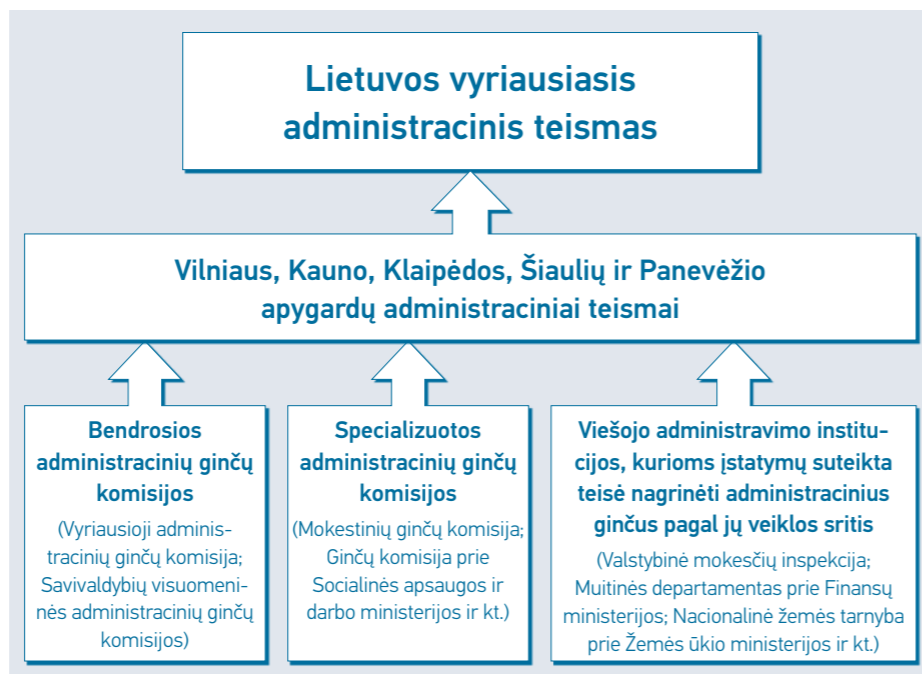 Lietuvos vyriausiasis
administracinis teismas
Vilniaus, Kauno, Klaipėdos, Šiaulių ir Panevėžio
apygardų administraciniai teismai
Bendrosios
administracinių ginčų
komisijos
(Vyriausioji adminis-
tracinių ginčų komisija;
Savivaldybių visuomeni-
nės administracinių ginčų
komisijos)
Specializuotos
administracinių ginčų
komisijos
(Mokestinių ginčų komisija;
Ginčų komisija prie
Socialinės apsaugos ir
darbo ministerijos ir kt.)
Viešojo administravimo institu-
cijos, kurioms įstatymų suteikta
teisė nagrinėti administracinius
ginčus pagal jų veiklos sritis
(Valstybinė mokesčių inspekcija;
Muitinės departamentas prie Finansų
ministerijos; Nacionalinė žemės tarnyba
prie Žemės ūkio ministerijos ir kt.)